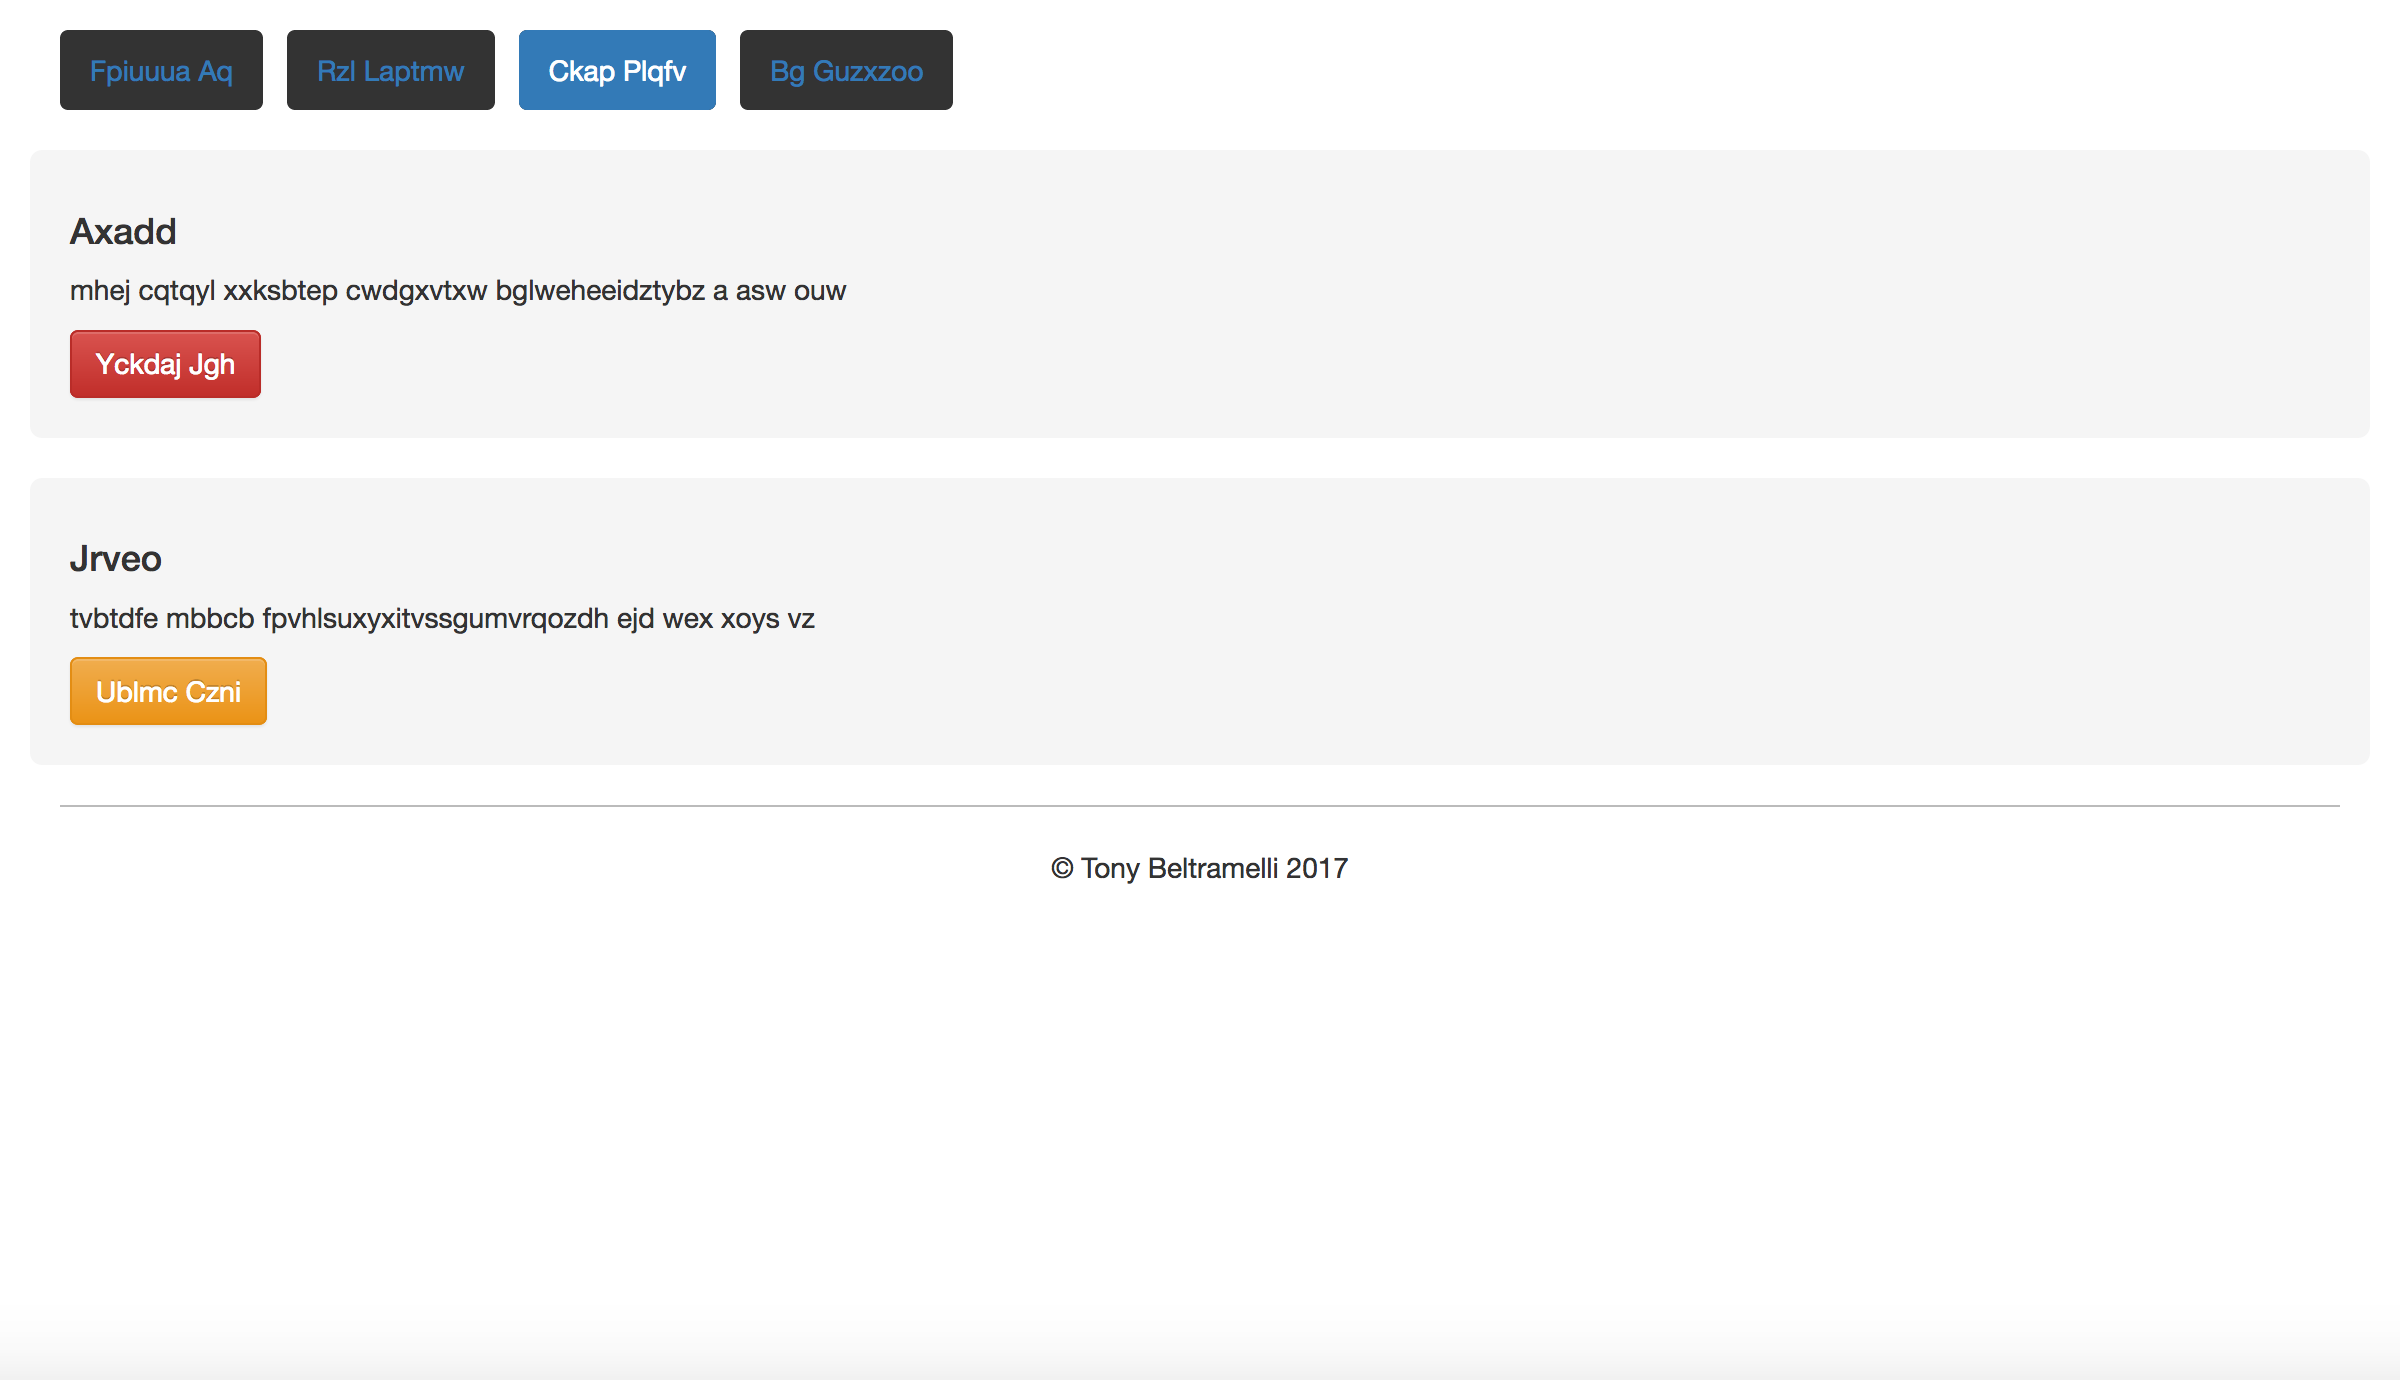 Fpiuuua Aq Rzl Laptmw Ckap Plqfv Bg Guzxzoo
Axadd
mhej cqtqyl xxksbtep cwdgxvtxw bglweheeidztybz a asw ouw
Yckdaj Jgh
Jrveo
tvbtdfe mbbcb fpvhlsuxyxitvssgumvrqozdh ejd wex xoys vz
Ublmc Czni
© Tony Beltramelli 2017